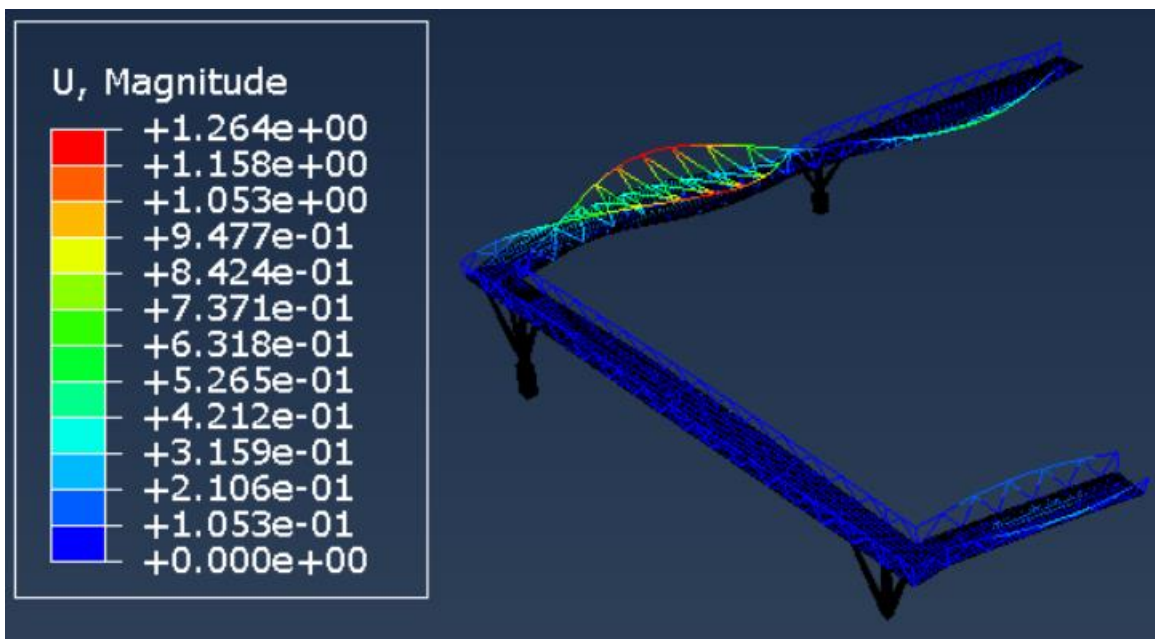 U, Magnitude
+1.264e+00
+1.158e+00
+1.053e+00
+9.477e-01
+8.424e-01
+7.371e-01
+6.318e-01
+5.265e-01
+4.212e-01
+3.159e-01
+2.106e-01
+1.053e-01
+0.000e+00